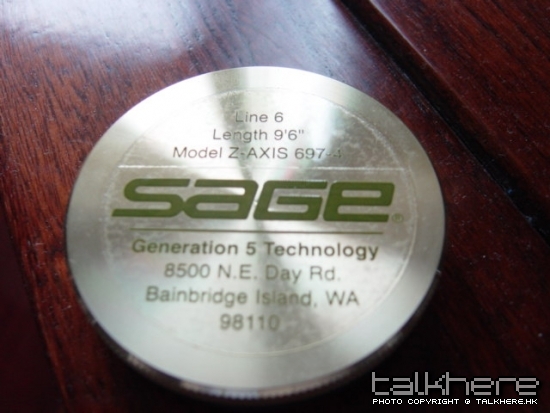 Line 6
Length 9'6"
Model Z-AXIS 697-4
SaGe®
Generation 5 Technology
8500 N.E. Day Rd.
Bainbridge Island, WA
98110
talkhere
PHOTO COPYRIGHT @ TALKHERE.HK